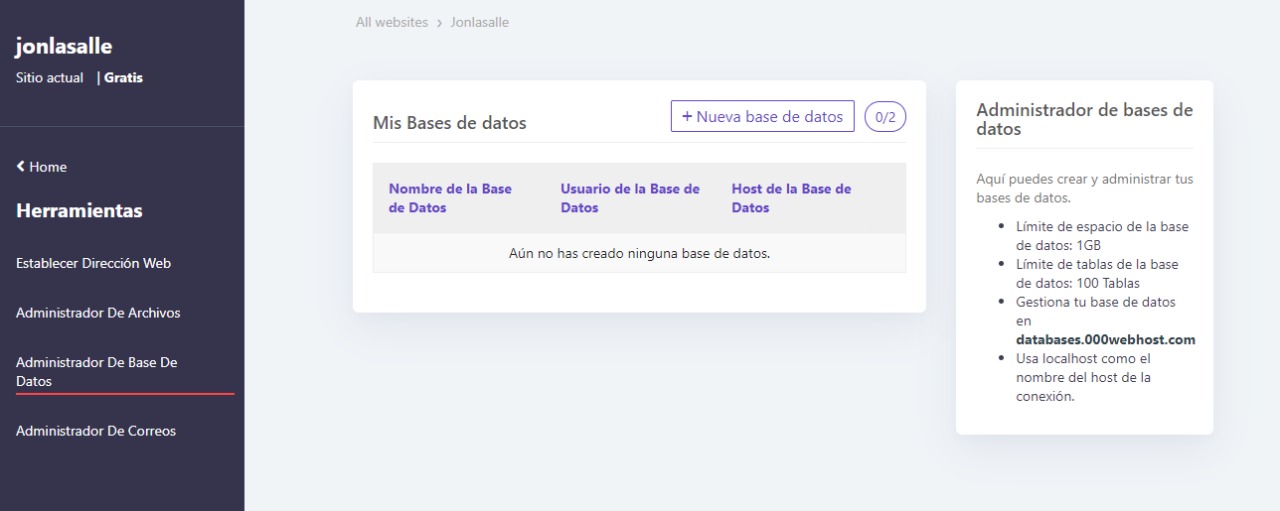 jonlasalle
Sitio actual | Gratis
Home
Herramientas
Establecer Dirección Web
Administrador De Archivos
Administrador De Base De
Datos
Administrador De Correos
All websites › Jonlasalle
Mis Bases de datos
+ Nueva base de datos
0/2
Nombre de la Base
de Datos
Usuario de la Base de
Datos
Host de la Base de
Datos
Aún no has creado ninguna base de datos.
Administrador de bases de
datos
Aquí puedes crear y administrar tus
bases de datos.
• Límite de espacio de la base
de datos: 1GB
• Límite de tablas de la base
de datos: 100 Tablas
• Gestiona tu base de datos
en
databases.000webhost.com
• Usa localhost como el
nombre del host de la
conexión.